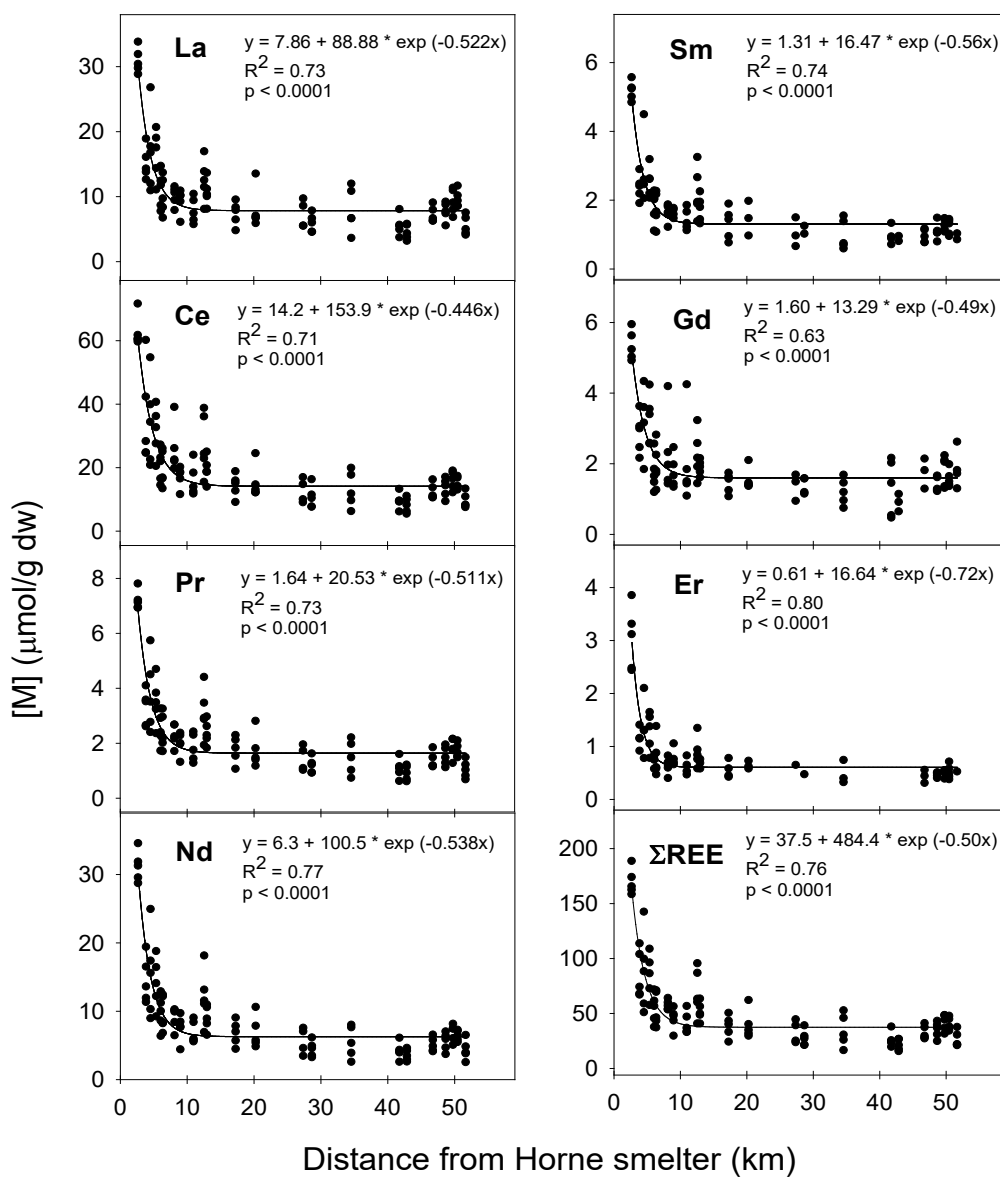 La
y = 7.86 + 88.88 * exp (-0.522x)
R2 = 0.73
p < 0.0001
30
20
10
0
Sm
y = 1.31 + 16.47 * exp (-0.56x)
R2 = 0.74
p < 0.0001
6
4
2
0
Ce
y = 14.2 + 153.9 * exp (-0.446x)
R2 = 0.71
p < 0.0001
60
40
20
0
Gd
y = 1.60 + 13.29 * exp (-0.49x)
R2 = 0.63
p < 0.0001
6
4
2
0
Pr
y = 1.64 + 20.53 * exp (-0.511x)
R2 = 0.73
p < 0.0001
8
6
4
2
0
Er
y = 0.61 + 16.64 * exp (-0.72x)
R2 = 0.80
p < 0.0001
4
3
2
1
0
Nd
y = 6.3 + 100.5 * exp (-0.538x)
R2 = 0.77
p < 0.0001
30
20
10
0
0 10 20 30 40 50
ΣREE
y = 37.5 + 484.4 * exp (-0.50x)
R2 = 0.76
p < 0.0001
200
150
100
50
0
0 10 20 30 40 50
[M] (μmol/g dw)
Distance from Horne smelter (km)